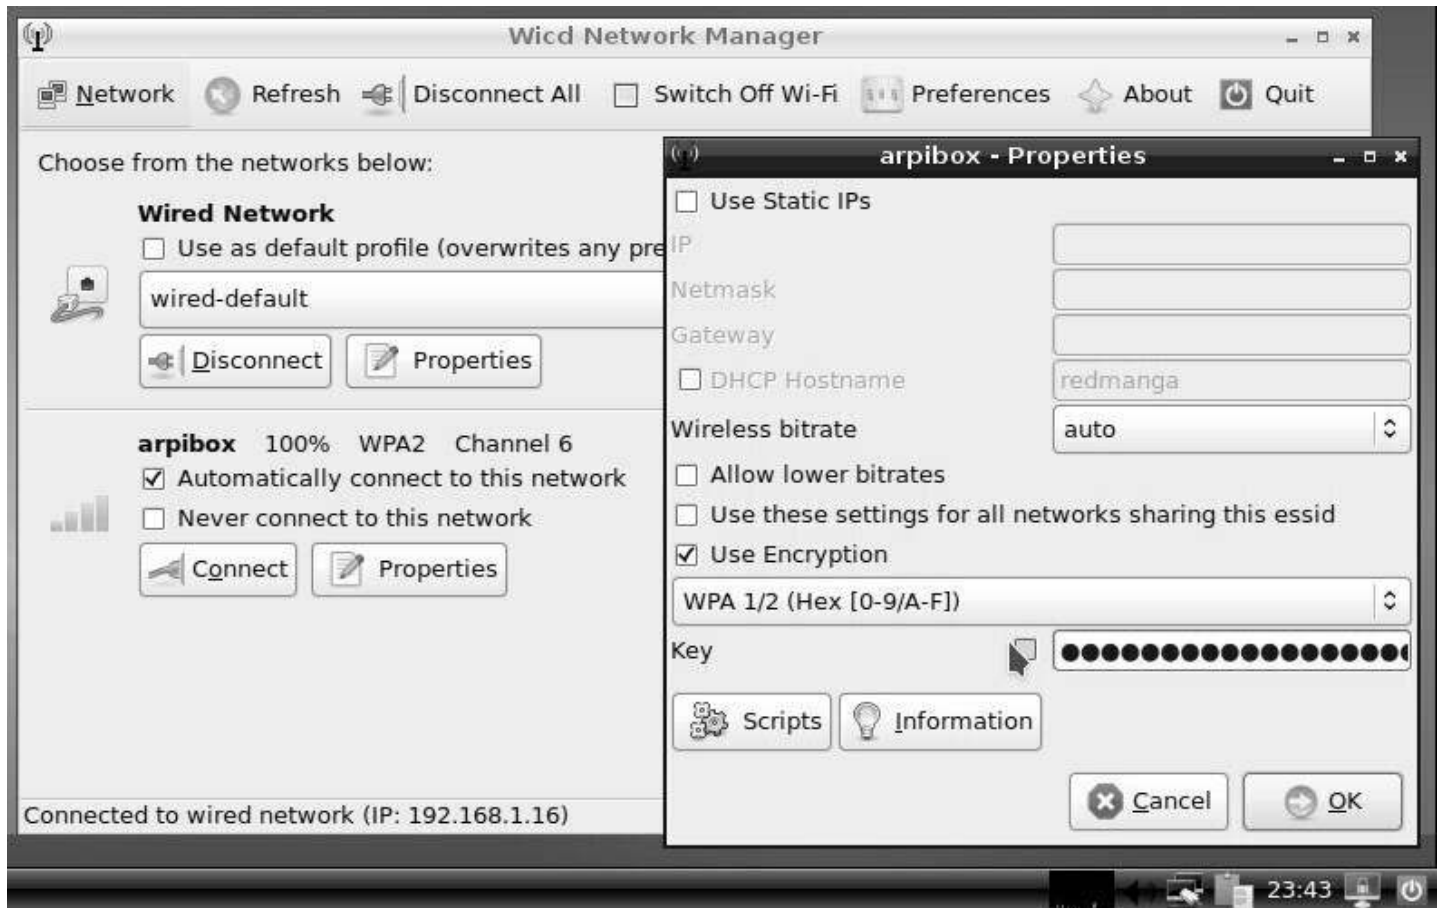 Wicd Network Manager
Network Refresh Disconnect All Switch Off Wi-Fi Preferences About Quit
Choose from the networks below:
Wired Network
Use as default profile (overwrites any pre
wired-default
Disconnect Properties
arpibox 100% WPA2 Channel 6
Automatically connect to this network
Never connect to this network
Connect Properties
Connected to wired network (IP: 192.168.1.16)
arpibox - Properties
Use Static IPs
IP
Netmask
Gateway
DHCP Hostname redmanga
Wireless bitrate auto
Allow lower bitrates
Use these settings for all networks sharing this essid
Use Encryption
WPA 1/2 (Hex [0-9/A-F])
Key
Scripts Information
Cancel OK
23:43